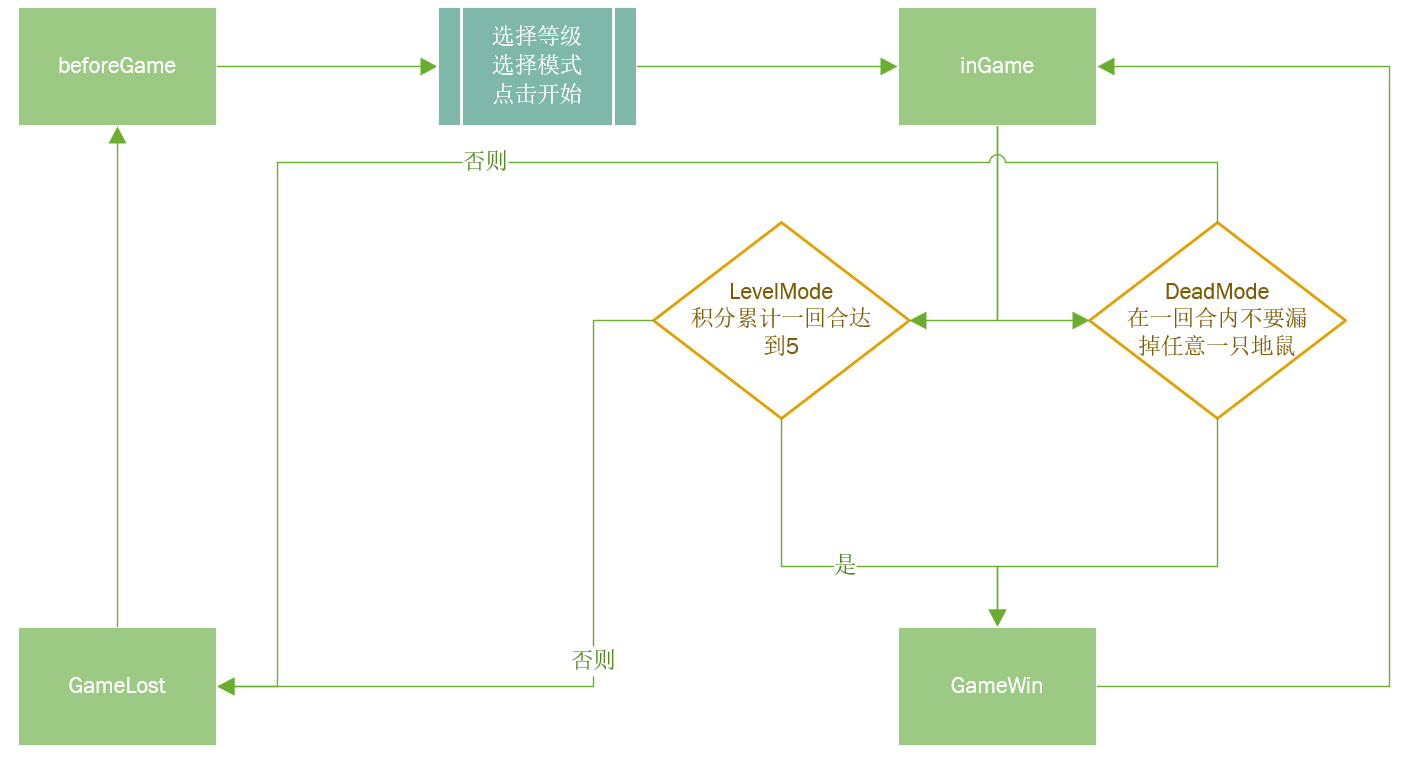 beforeGame
选择等级
选择模式
点击开始
inGame
否则
LevelMode
积分累计一回合达
到5
DeadMode
在一回合内不要漏
掉任意一只地鼠
是
否则
GameLost
GameWin